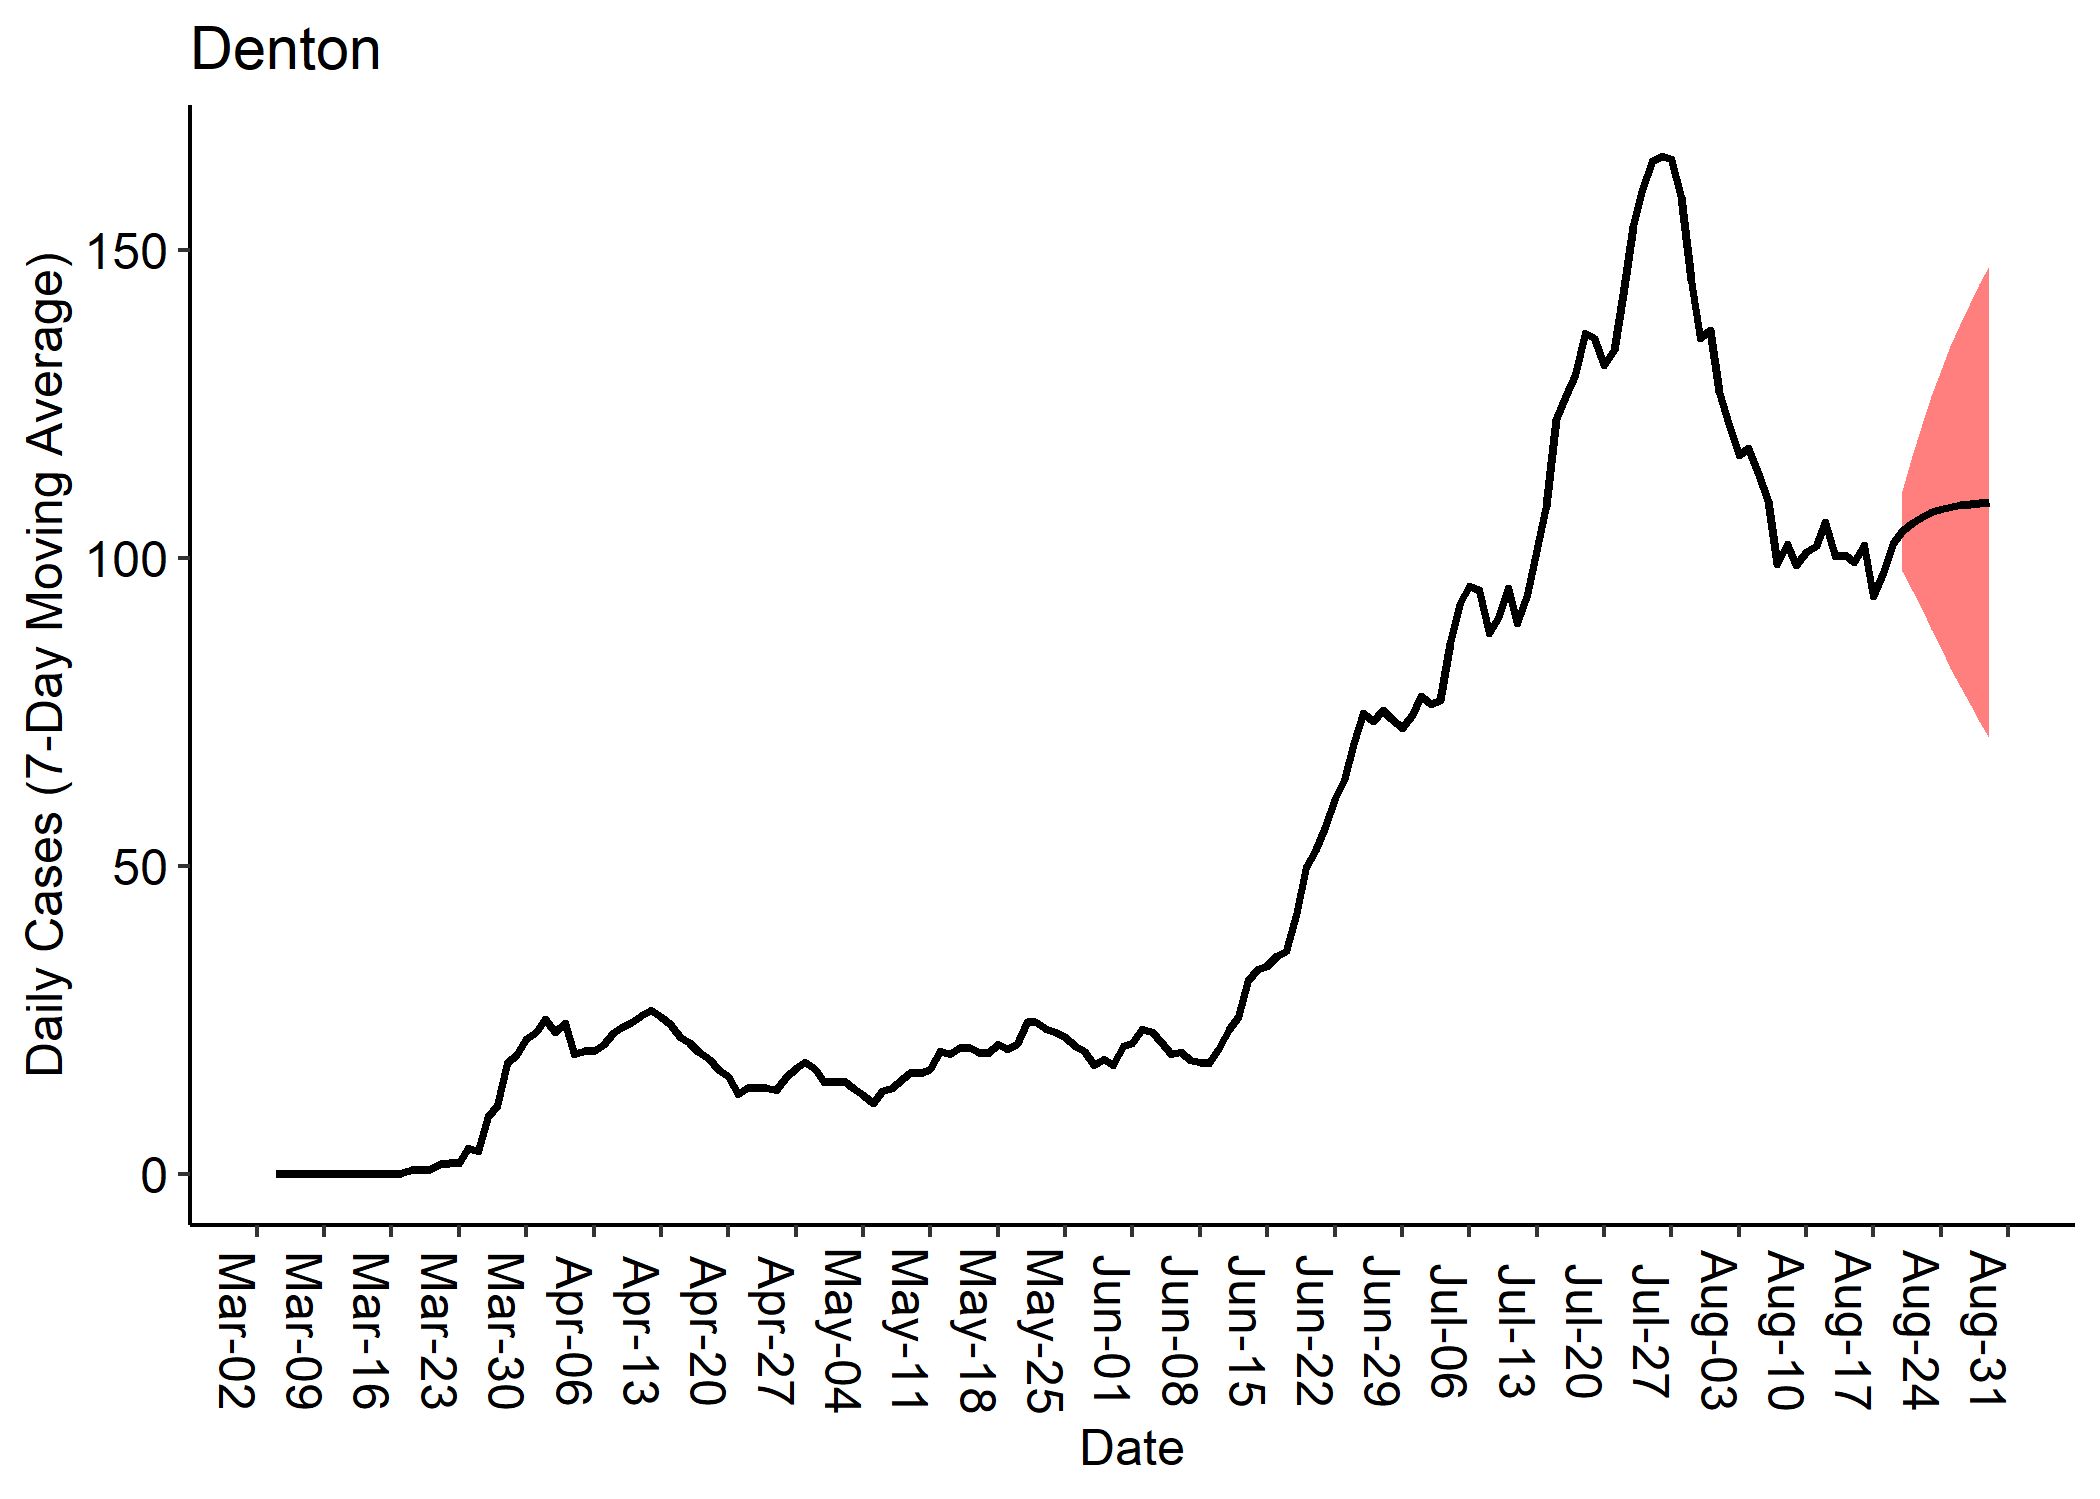 Denton
Daily Cases (7-Day Moving Average)
150
100
50
0
Mar-02
Mar-09
Mar-16
Mar-23
Mar-30
Apr-06
Apr-13
Apr-20
Apr-27
May-04
May-11
May-18
May-25
Jun-01
Jun-08
Jun-15
Jun-22
Jun-29
Jul-06
Jul-13
Jul-20
Jul-27
Aug-03
Aug-10
Aug-17
Aug-24
Aug-31
Date